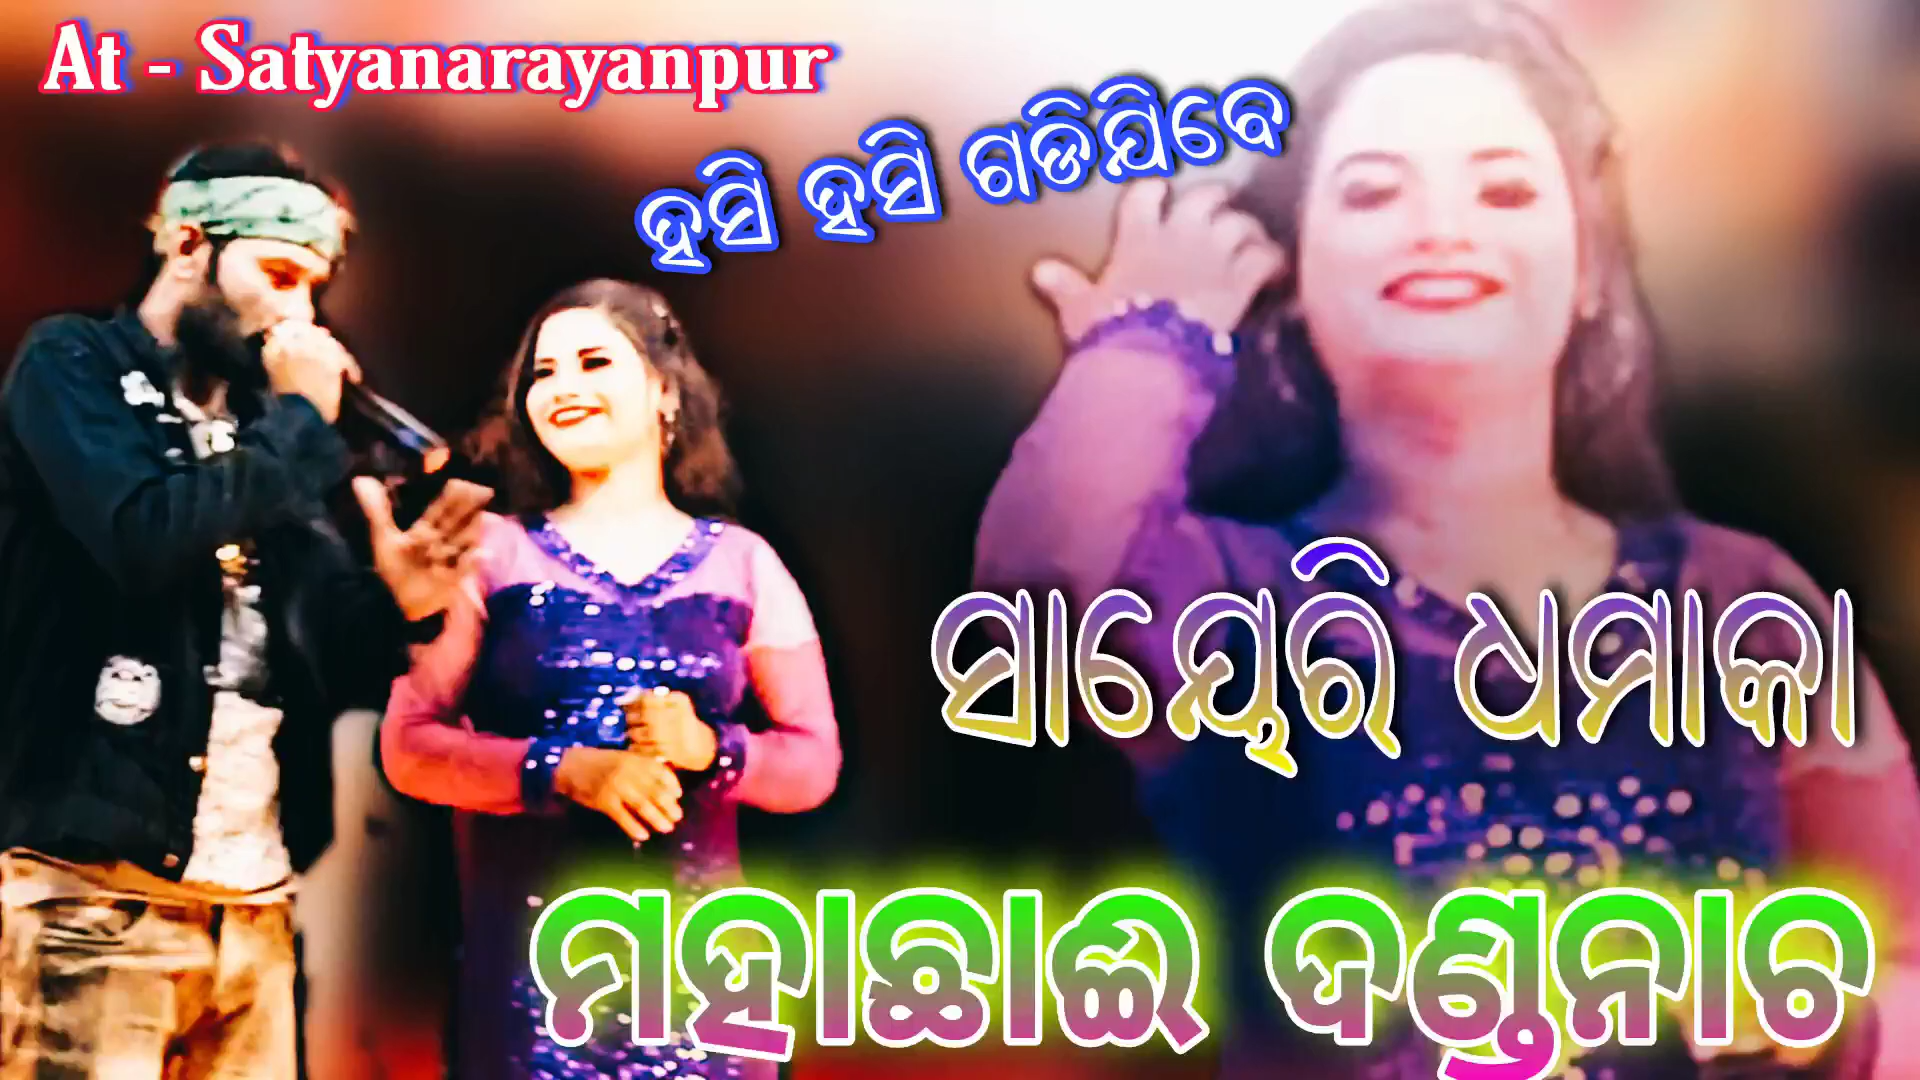 At - Satyanarayanpur
ହସି ହସି ଗଡିଯିବେ
ସାୟେରି ଧମାକା
ମହାଛାଈ ଦଣ୍ଡନାଚ